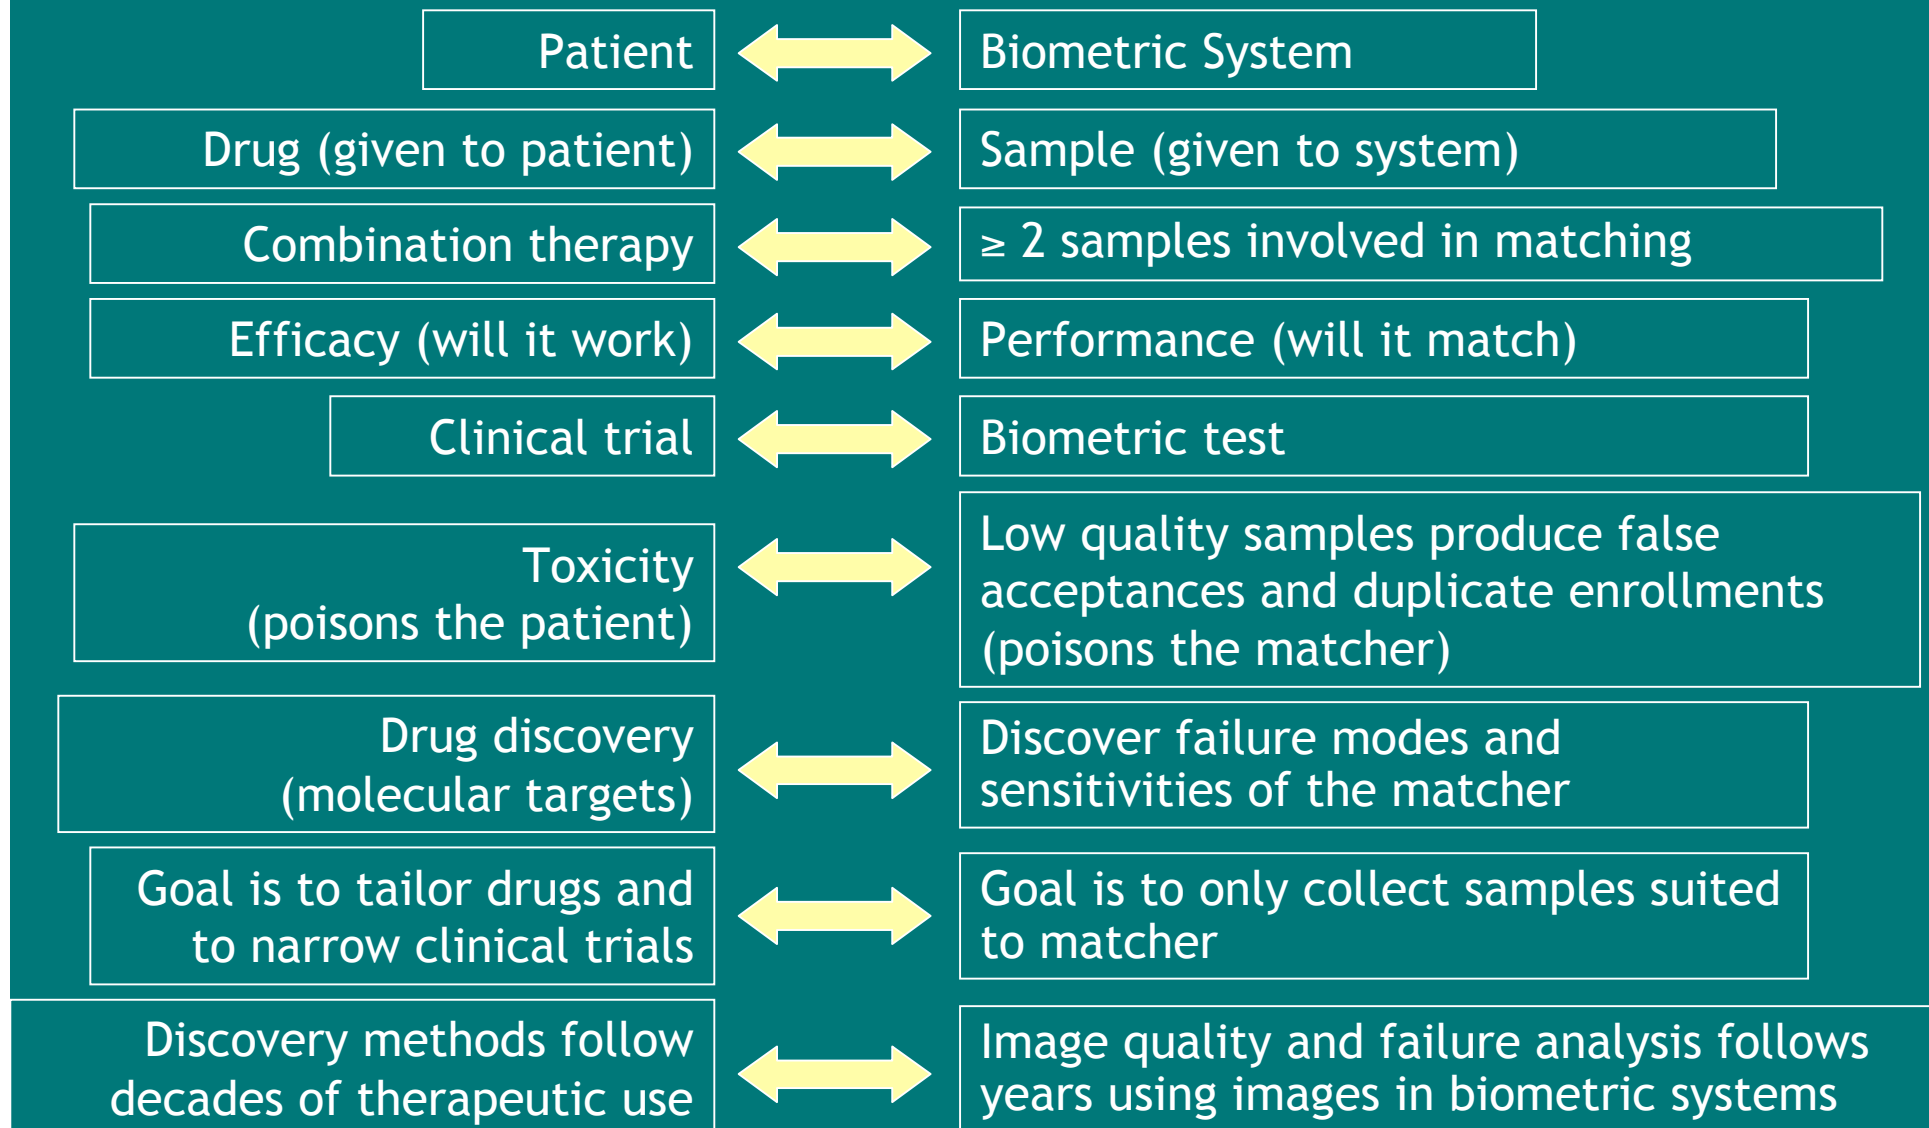 Patient
Biometric System
Drug (given to patient)
Sample (given to system)
Combination therapy
≥ 2 samples involved in matching
Efficacy (will it work)
Performance (will it match)
Clinical trial
Biometric test
Toxicity
(poisons the patient)
Low quality samples produce false
acceptances and duplicate enrollments
(poisons the matcher)
Drug discovery
(molecular targets)
Discover failure modes and
sensitivities of the matcher
Goal is to tailor drugs and
to narrow clinical trials
Goal is to only collect samples suited
to matcher
Discovery methods follow
decades of therapeutic use
Image quality and failure analysis follows
years using images in biometric systems